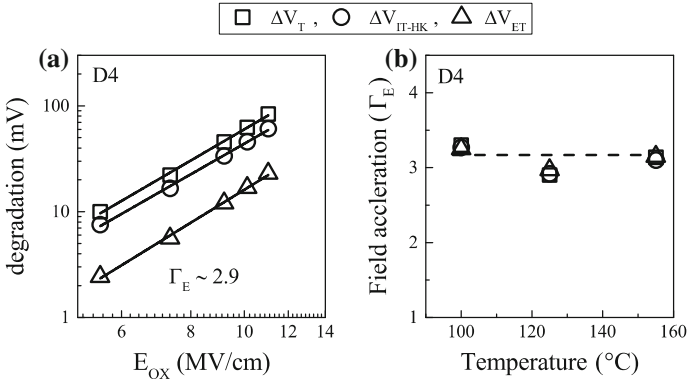 ΔV_T , ΔV_IT-HK , ΔV_ET
(a)
D4
degradation (mV)
100
10
1
Γ_E ~ 2.9
6 8 10 12 14
E_OX (MV/cm)
(b)
D4
Field accleration (Γ_E)
4
3
2
1
100 120 140 160
Temperature (°C)